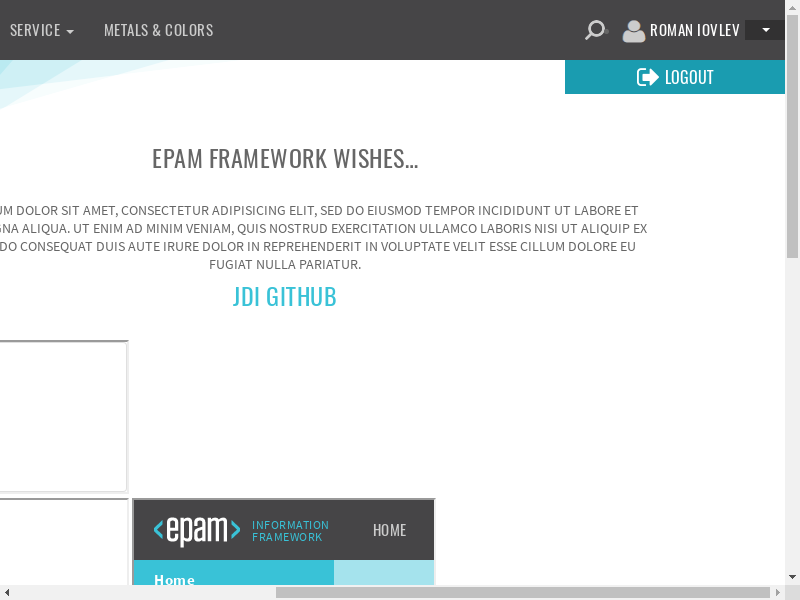 SERVICE METALS & COLORS ROMAN IOVLEV
LOGOUT
EPAM FRAMEWORK WISHES...
DOLOR SIT AMET, CONSECTETUR ADIPISICING ELIT, SED DO EIUSMOD TEMPOR INCIDIDUNT UT LABORE ET
ALIQUA. UT ENIM AD MINIM VENIAM, QUIS NOSTRUD EXERCITATION ULLAMCO LABORIS NISI UT ALIQUIP EX
CONSEQUAT DUIS AUTE IRURE DOLOR IN REPREHENDERIT IN VOLUPTATE VELIT ESSE CILLUM DOLORE EU
FUGIAT NULLA PARIATUR.
JDI GITHUB
<epam> INFORMATION
FRAMEWORK
HOME
Home